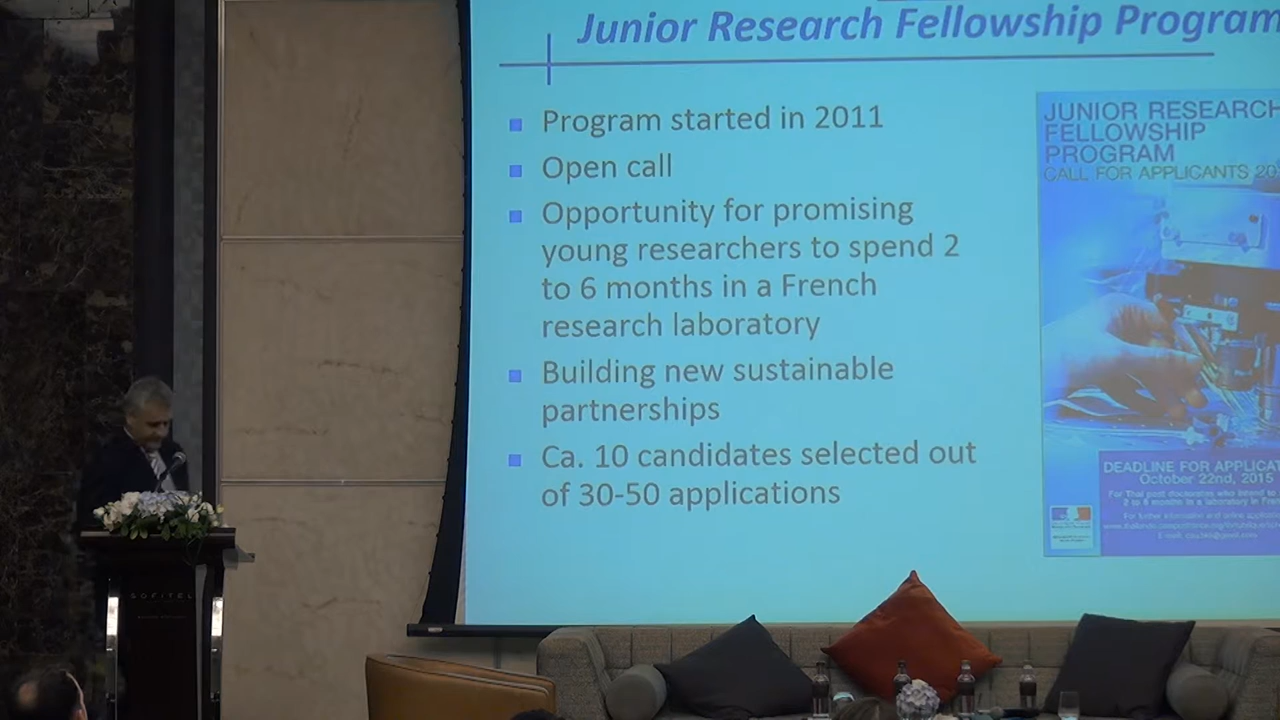 Junior Research Fellowship Program
Program started in 2011
Open call
Opportunity for promising
young researchers to spend 2
to 6 months in a French
research laboratory
Building new sustainable
partnerships
Ca. 10 candidates selected out
of 30-50 applications
JUNIOR RESEARCH
FELLOWSHIP
PROGRAM
CALL FOR APPLICANTS
DEADLINE FOR
October 22nd, 2015
SOFITEL